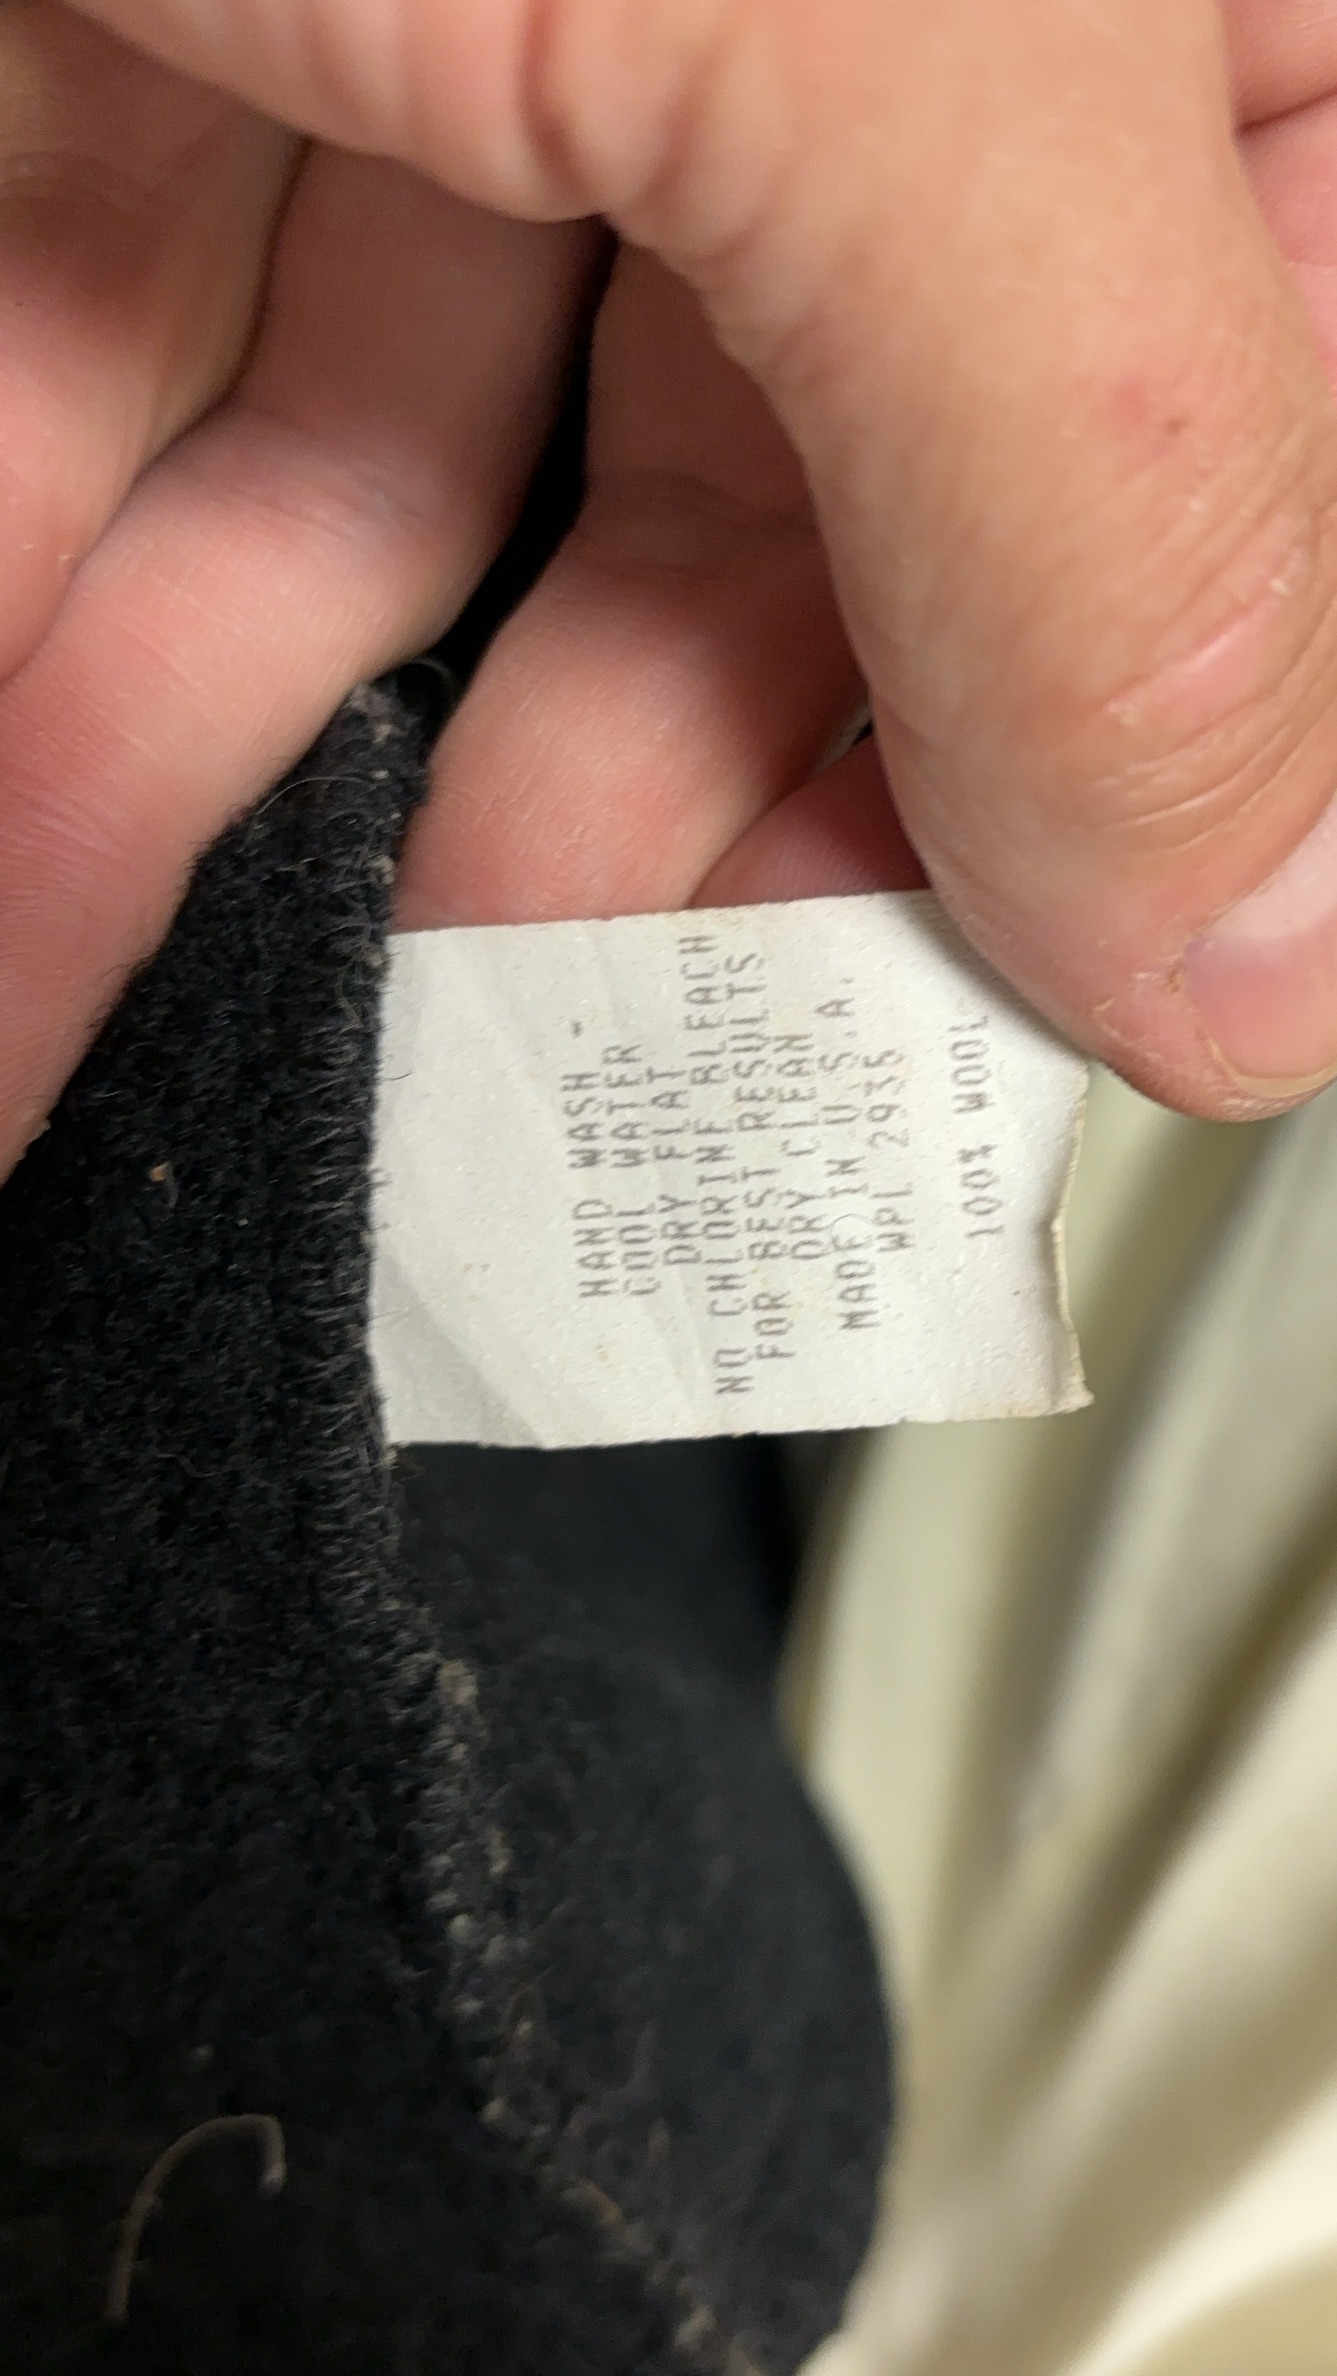 HAND WASH -
COOL WATER
DRY FLAT
NO CHLORINE BLEACH
FOR BEST RESULTS
DRY CLEAN
MADE IN U.S.A.
WPL 2936
100% WOOL